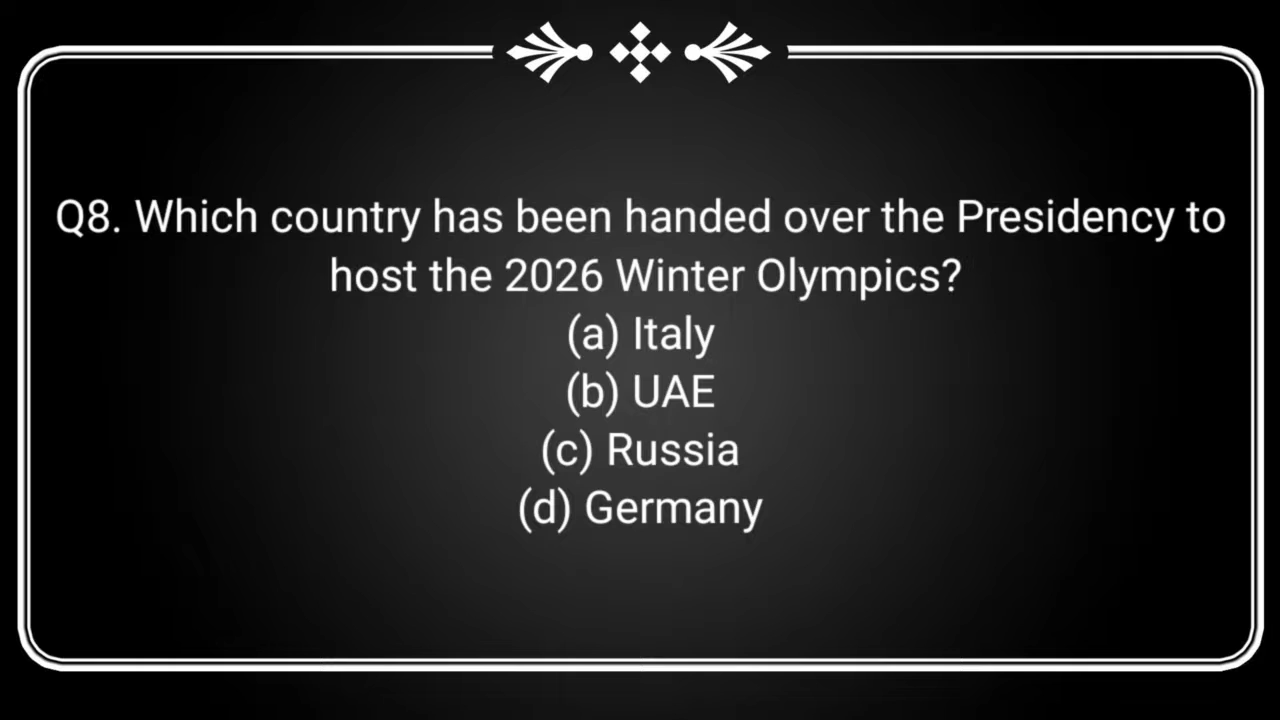 Q8. Which country has been handed over the Presidency to
host the 2026 Winter Olympics?
(a) Italy
(b) UAE
(c) Russia
(d) Germany